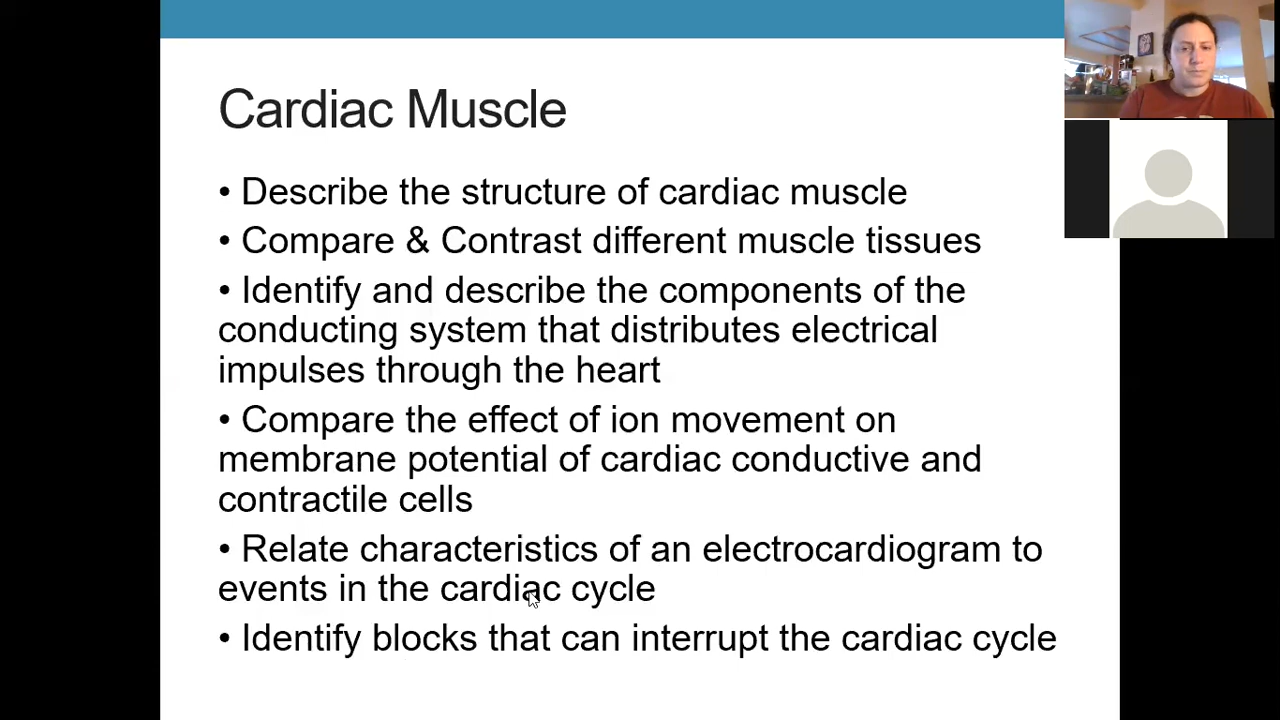 Cardiac Muscle
• Describe the structure of cardiac muscle
• Compare & Contrast different muscle tissues
• Identify and describe the components of the
conducting system that distributes electrical
impulses through the heart
• Compare the effect of ion movement on
membrane potential of cardiac conductive and
contractile cells
• Relate characteristics of an electrocardiogram to
events in the cardiac cycle
• Identify blocks that can interrupt the cardiac cycle